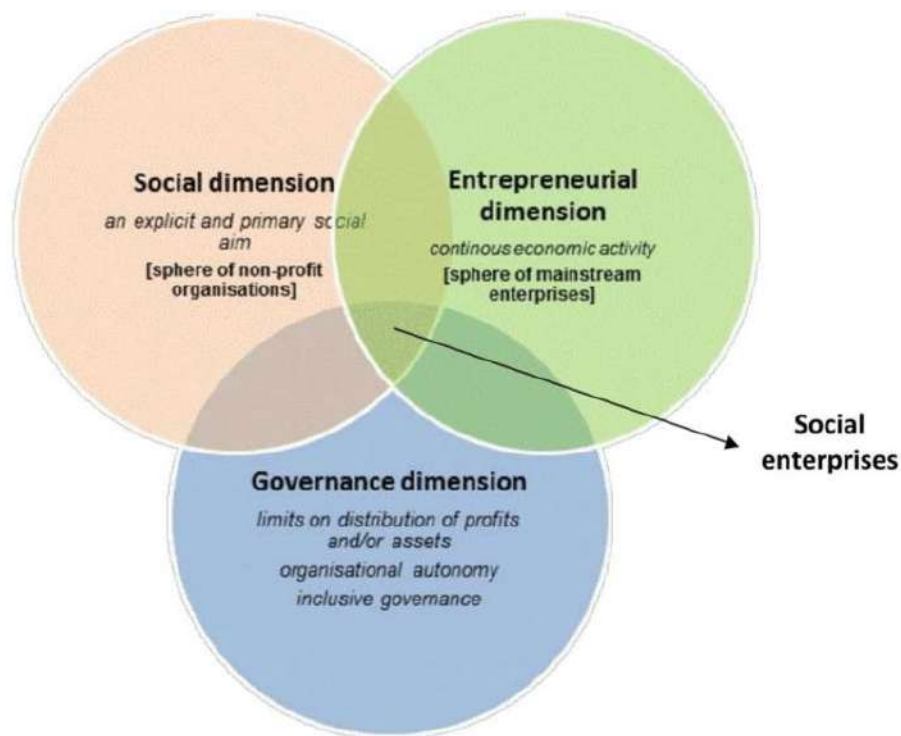 Social dimension
an explicit and primary social
aim
[sphere of non-profit
organisations]
Entrepreneurial
dimension
continous economic activity
[sphere of mainstream
enterprises]
Social
enterprises
Governance dimension
limits on distribution of profits
and/or assets
organisational autonomy
inclusive governance